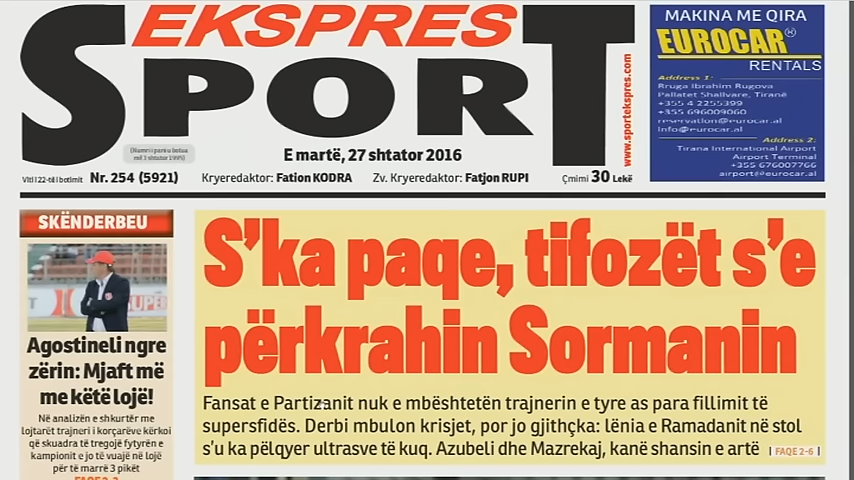 EKSPRES
SPORT
www.sportekspres.com
(Numri i parë u botua
më 1 shtator 1995)
E martë, 27 shtator 2016
Viti i 22-të i botimit Nr. 254 (5921) Kryeredaktor: Fation KODRA Zv. Kryeredaktor: Fatjon RUPI Çmimi 30 Lekë
MAKINA ME QIRA
EUROCAR®
RENTALS
Address 1:
Rruga Ibrahim Rugova
Pallatet Shallvare, Tiranë
+355 4 2255399
+355 696009060
reservation@eurocar.al
info@eurocar.al
Address 2:
Tirana International Airport
Airport Terminal
+355 676007766
airport@eurocar.al
SKËNDERBEU
Agostineli ngre
zërin: Mjaft më
me këtë lojë!
Në analizën e shkurtër me
lojtarët trajneri i korçarëve kërkoi
që skuadra të tregojë fytyrën e
kampionit e jo të vuajë në lojë
për të marrë 3 pikët
S'ka paqe, tifozët s'e
përkrahin Sormanin
Fansat e Partizanit nuk e mbështetën trajnerin e tyre as para fillimit të
supersfidës. Derbi mbulon krisjet, por jo gjithçka: lënia e Ramadanit në stol
s'u ka pëlqyer ultrasve të kuq. Azubeli dhe Mazrekaj, kanë shansin e artë | FAQE 2-6 |